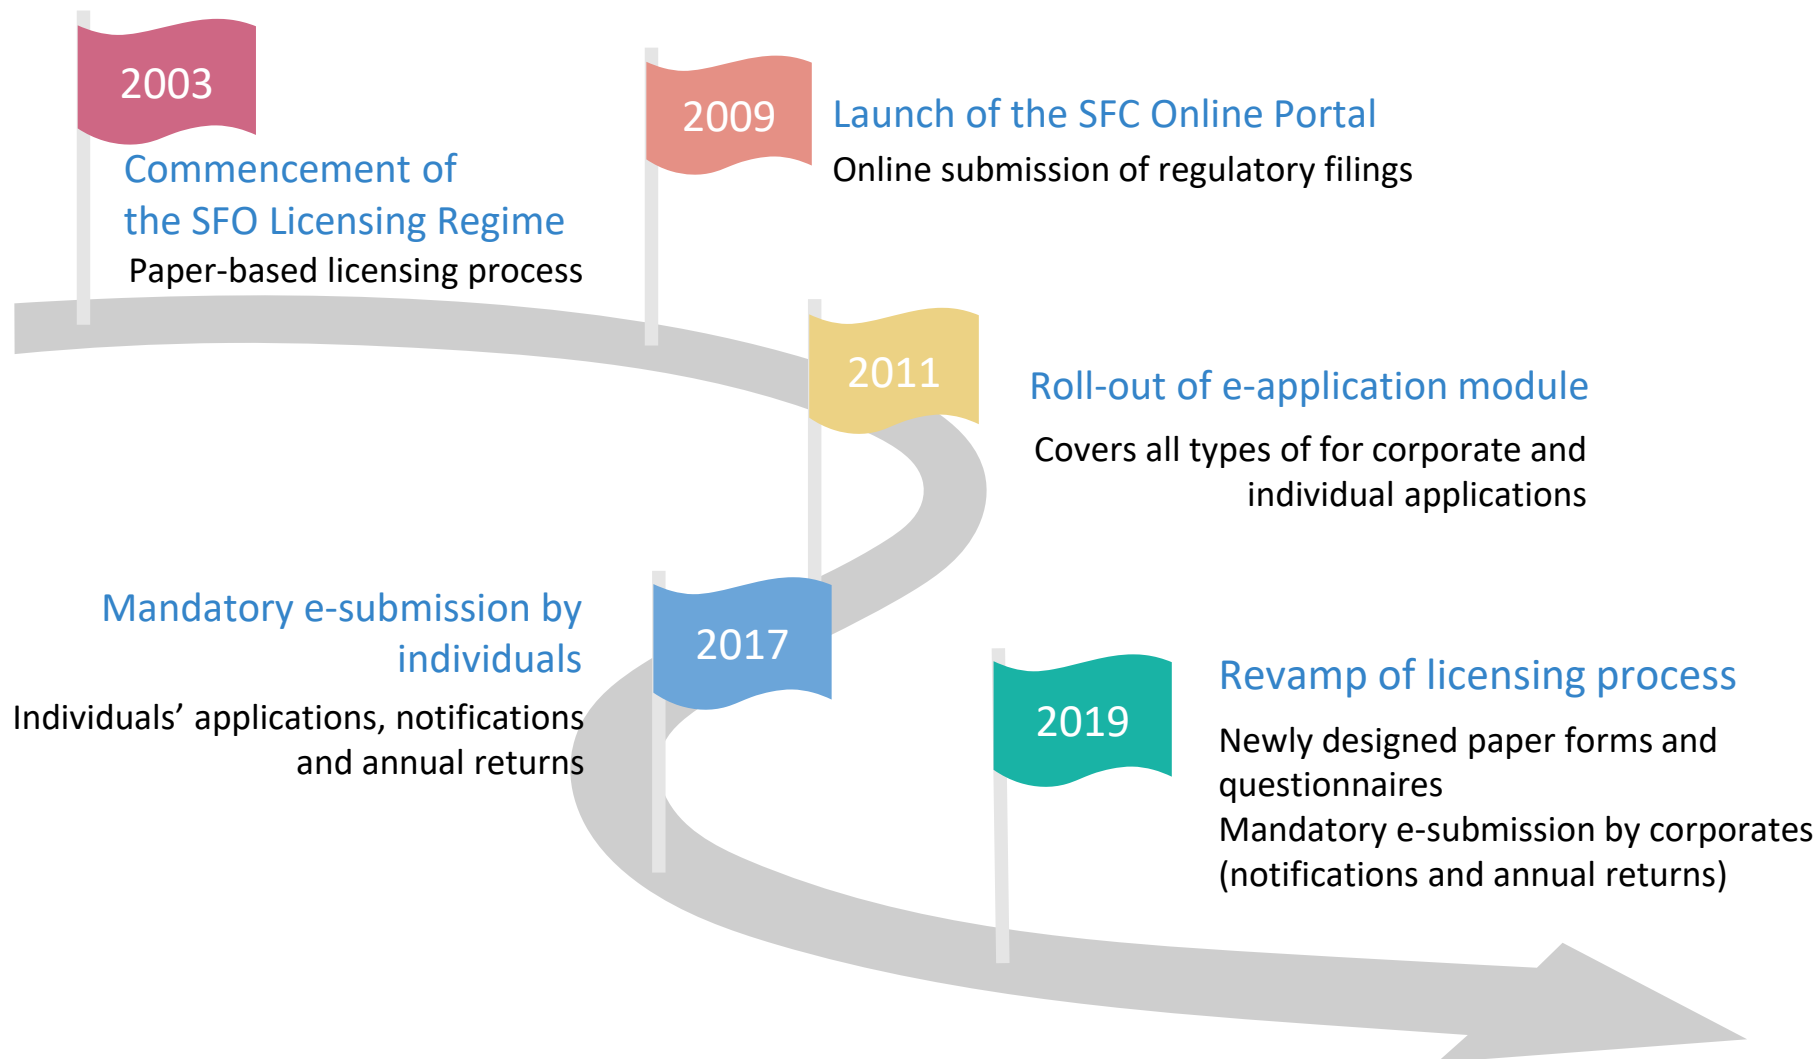 2003
Commencement of
the SFO Licensing Regime
Paper-based licensing process
2009
Launch of the SFC Online Portal
Online submission of regulatory filings
2011
Roll-out of e-application module
Covers all types of for corporate and
individual applications
2017
Mandatory e-submission by
individuals
Individuals’ applications, notifications
and annual returns
2019
Revamp of licensing process
Newly designed paper forms and
questionnaires
Mandatory e-submission by corporates
(notifications and annual returns)